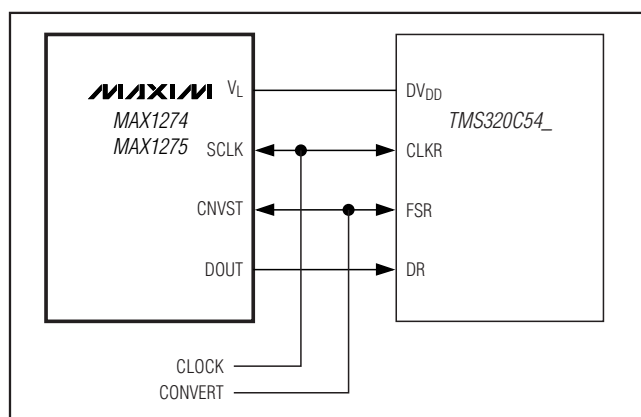 MAXIM
MAX1274
MAX1275
VL
SCLK
CNVST
DOUT
DVDD
CLKR
FSR
DR
TMS320C54_
CLOCK
CONVERT